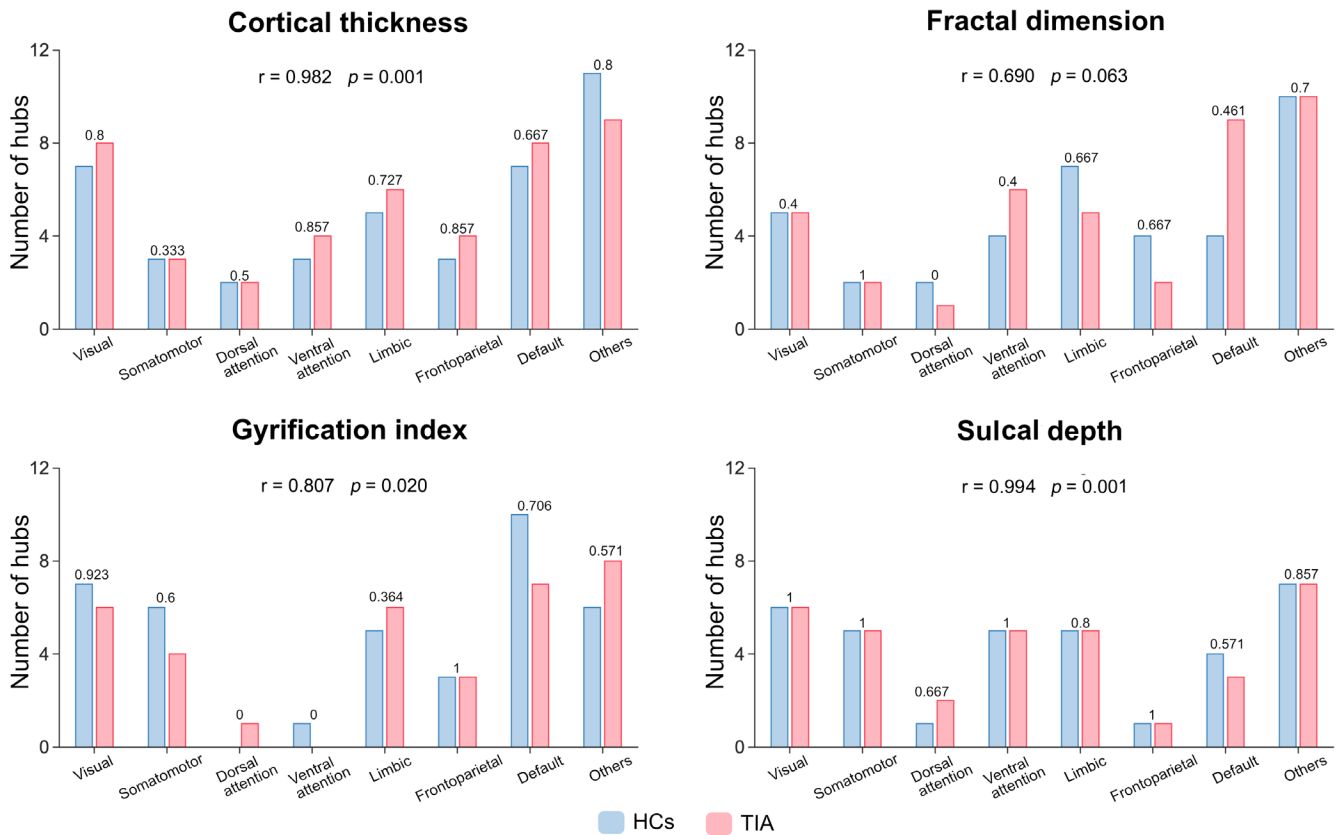 Cortical thickness
r = 0.982 p = 0.001
Number of hubs
12
8
4
0
0.8
0.333
0.5
0.857
0.727
0.857
0.667
0.8
Visual
Somatomotor
Dorsal
attention
Ventral
attention
Limbic
Frontoparietal
Default
Others
Fractal dimension
r = 0.690 p = 0.063
Number of hubs
12
8
4
0
0.4
1
0
0.4
0.667
0.667
0.461
0.7
Visual
Somatomotor
Dorsal
attention
Ventral
attention
Limbic
Frontoparietal
Default
Others
Gyrification index
r = 0.807 p = 0.020
Number of hubs
12
8
4
0
0.923
0.6
0
0
0.364
1
0.706
0.571
Visual
Somatomotor
Dorsal
attention
Ventral
attention
Limbic
Frontoparietal
Default
Others
Sulcal depth
r = 0.994 p = 0.001
Number of hubs
12
8
4
0
1
1
0.667
1
0.8
1
0.571
0.857
Visual
Somatomotor
Dorsal
attention
Ventral
attention
Limbic
Frontoparietal
Default
Others
HCs
TIA